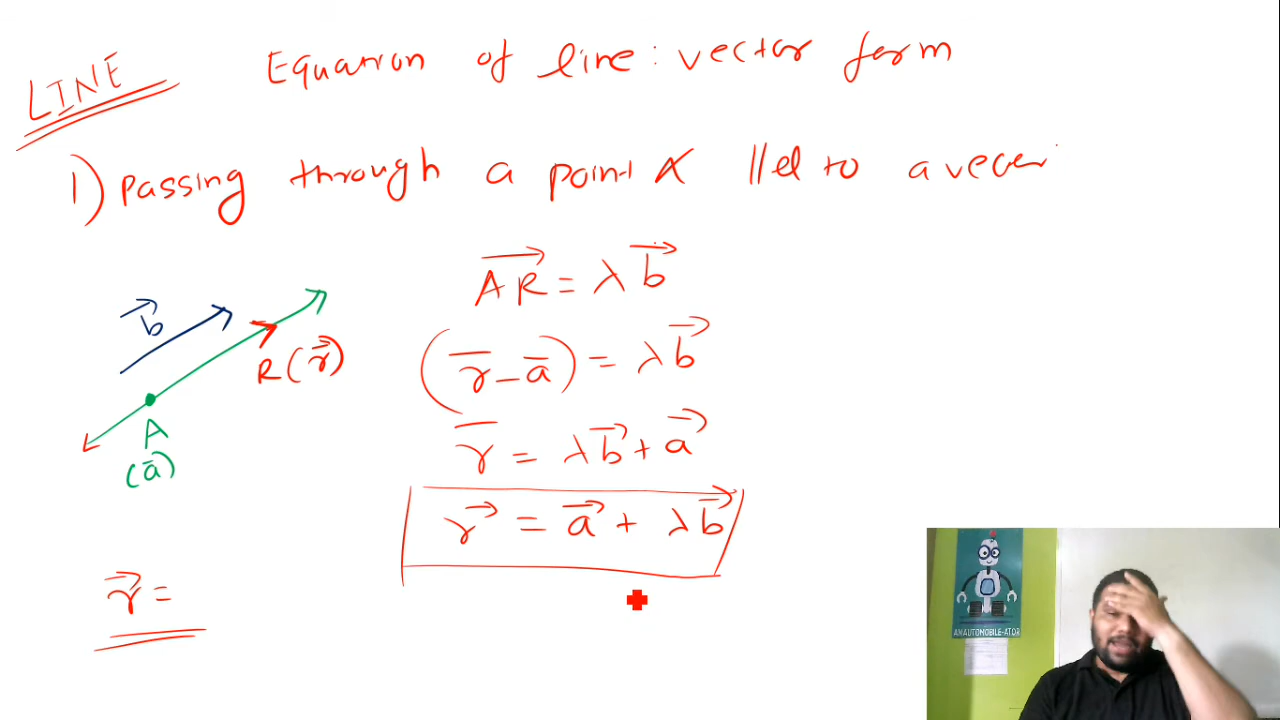 LINE
Equation of line : vector form
1) Passing through a point & ||el to a vector
b⃗
R(r⃗)
A
(a̅)
A⃗R⃗ = λb⃗
(r̅ - a̅) = λb⃗
r̅ = λb⃗ + a⃗
r⃗ = a⃗ + λb⃗
r⃗ =
ANAUTOMOBILE-ATOR